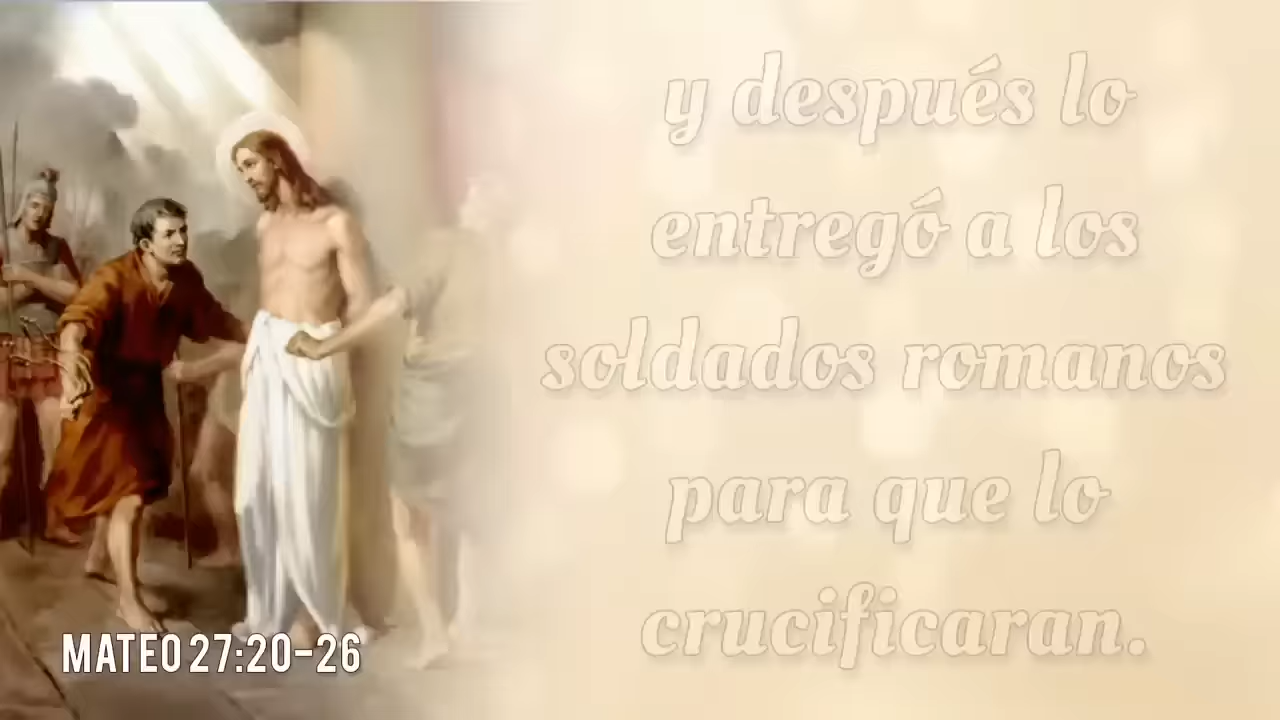 y después lo
entregó a los
soldados romanos
para que lo
crucificaran.
MATEO 27:20-26